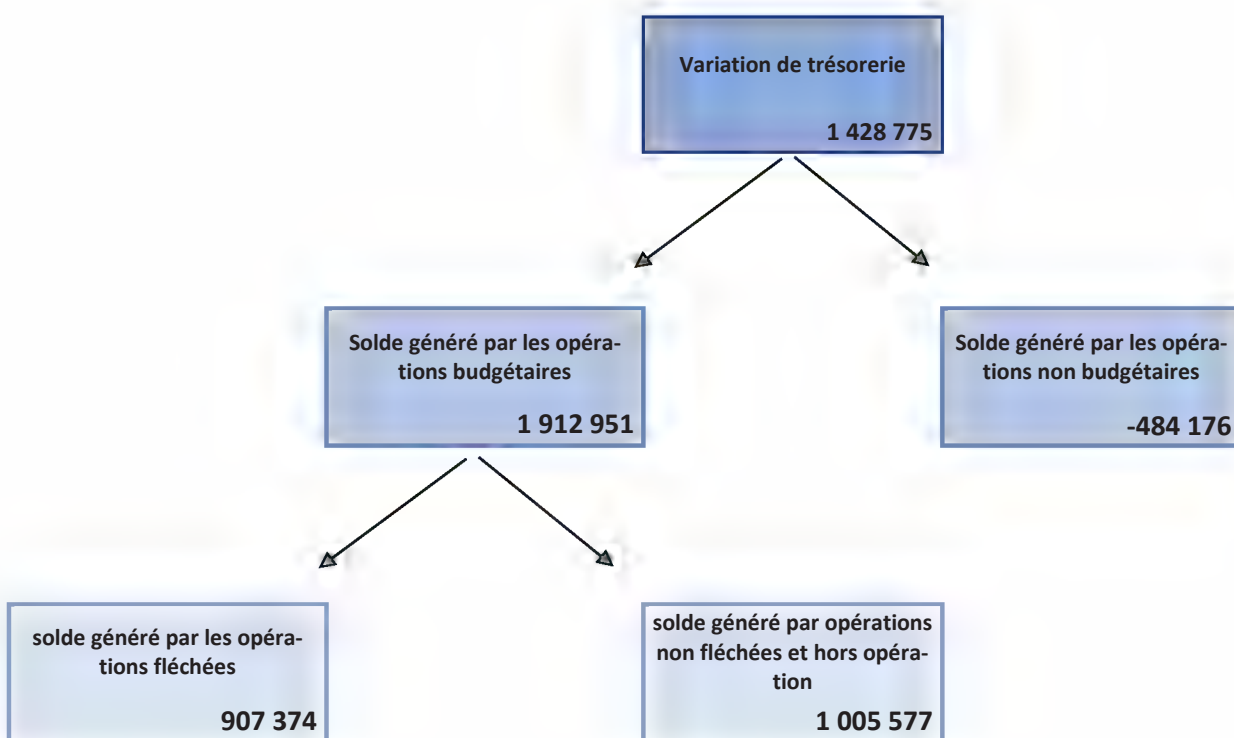 Variation de trésorerie
1 428 775
Solde généré par les opéra-
tions budgétaires
1 912 951
Solde généré par les opéra-
tions non budgétaires
-484 176
solde généré par les opéra-
tions fléchées
907 374
solde généré par opérations
non fléchées et hors opéra-
tion
1 005 577